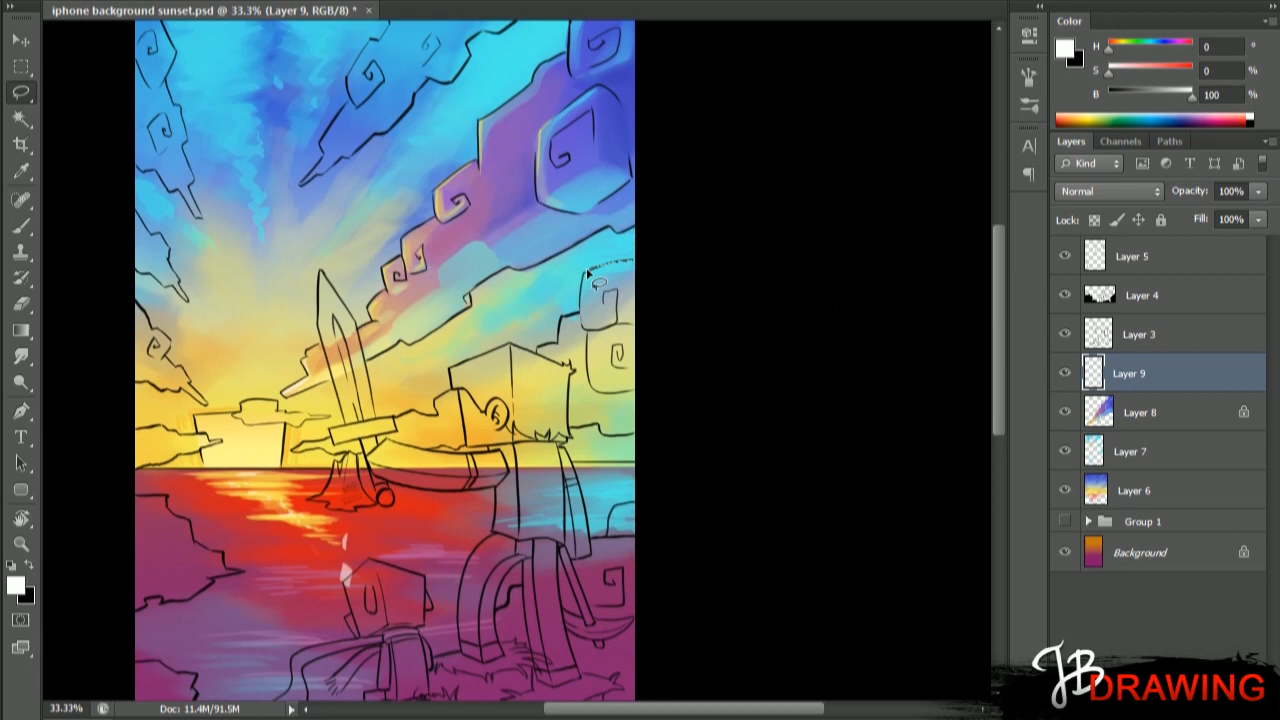 iphone background sunset.psd @ 33.3% (Layer 9, RGB/8) * ×
Color
H 0 °
S 0 %
B 100 %
Layers Channels Paths
Kind
Normal Opacity: 100%
Lock: Fill: 100%
Layer 5
Layer 4
Layer 3
Layer 9
Layer 8
Layer 7
Layer 6
Group 1
Background
JB DRAWING
33.33% Doc: 11.4M/91.5M